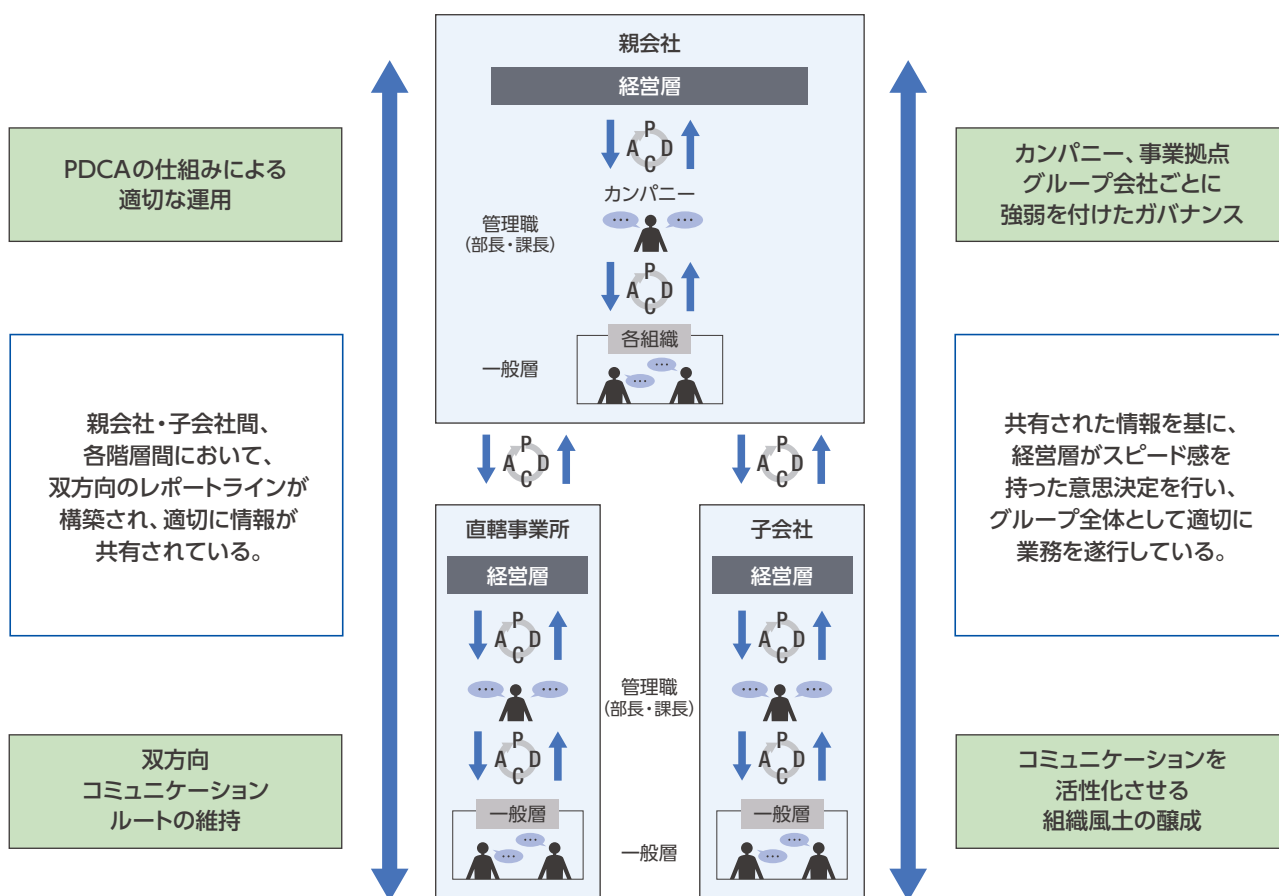 親会社
経営層
P
A D
C
カンパニー
管理職
(部長・課長)
P
A D
C
各組織
一般層
…
…
PDCAの仕組みによる
適切な運用
カンパニー、事業拠点
グループ会社ごとに
強弱を付けたガバナンス
親会社・子会社間、
各階層間において、
双方向のレポートラインが
構築され、適切に情報が
共有されている。
共有された情報を基に、
経営層がスピード感を
持った意思決定を行い、
グループ全体として適切に
業務を遂行している。
P
A D
C
P
A D
C
直轄事業所
経営層
P
A D
C
… …
P
A D
C
一般層
…
…
管理職
(部長・課長)
一般層
子会社
経営層
P
A D
C
… …
P
A D
C
一般層
…
…
双方向
コミュニケーション
ルートの維持
コミュニケーションを
活性化させる
組織風土の醸成